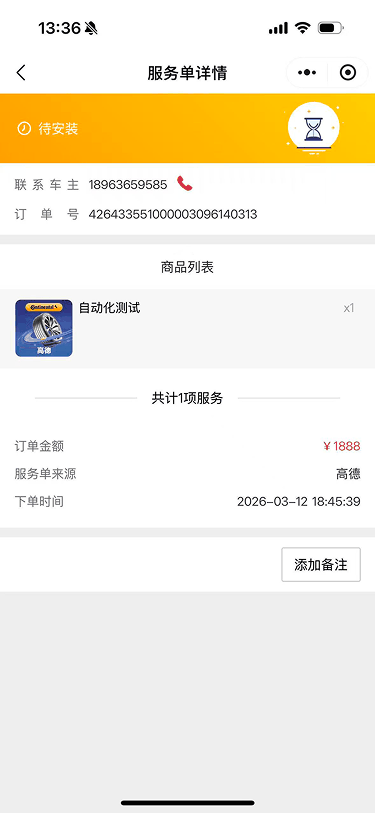 13:36
服务单详情
待安装
联系车主 18963659585
订单号 426433551000003096140313
商品列表
Continental
高德
自动化测试 x1
共计1项服务
订单金额 ¥1888
服务单来源 高德
下单时间 2026-03-12 18:45:39
添加备注